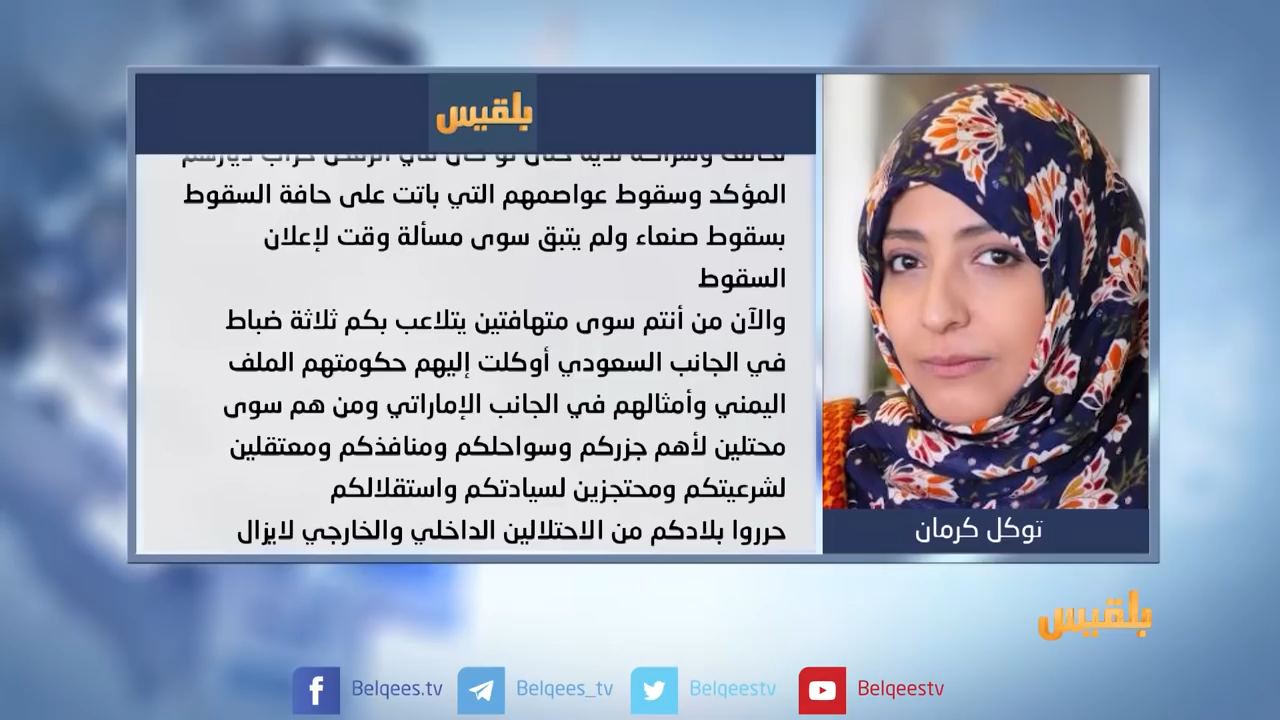 بلقيس
المؤكد وسقوط عواصمهم التي باتت على حافة السقوط
بسقوط صنعاء ولم يتبق سوى مسألة وقت لإعلان
السقوط
والآن من أنتم سوى متهافتين يتلاعب بكم ثلاثة ضباط
في الجانب السعودي أوكلت إليهم حكومتهم الملف
اليمني وأمثالهم في الجانب الإماراتي ومن هم سوى
محتلين لأهم جزركم وسواحلكم ومنافذكم ومعتقلين
لشرعيتكم ومحتجزين لسيادتكم واستقلالكم
حرروا بلادكم من الاحتلالين الداخلي والخارجي لايزال
توكل كرمان
بلقيس
Belqees.tv
Belqees_tv
Belqeestv
Belqeestv